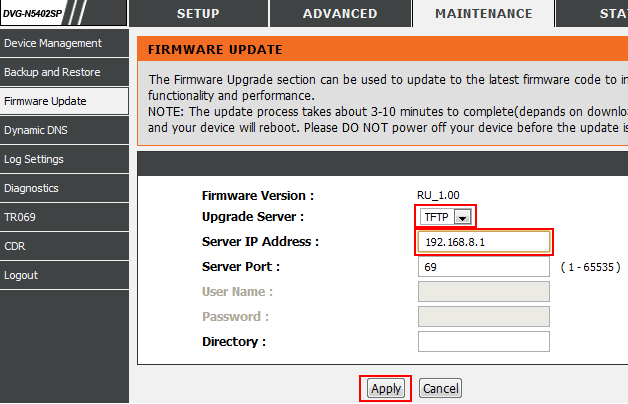 DVG-N5402SP
SETUP
ADVANCED
MAINTENANCE
STA
Device Management
Backup and Restore
Firmware Update
Dynamic DNS
Log Settings
Diagnostics
TR069
CDR
Logout
FIRMWARE UPDATE
The Firmware Upgrade section can be used to update to the latest firmware code to in
functionality and performance.
NOTE: The update process takes about 3-10 minutes to complete(depands on downlo
and your device will reboot. Please DO NOT power off your device before the update is
Firmware Version : RU_1.00
Upgrade Server : TFTP
Server IP Address : 192.168.8.1
Server Port : 69 ( 1 - 65535 )
User Name :
Password :
Directory :
Apply Cancel